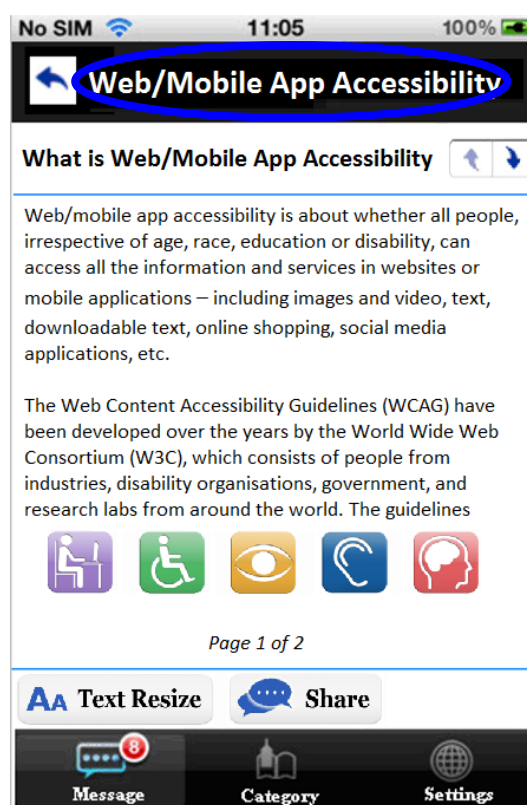 No SIM 11:05 100%
Web/Mobile App Accessibility
What is Web/Mobile App Accessibility
Web/mobile app accessibility is about whether all people,
irrespective of age, race, education or disability, can
access all the information and services in websites or
mobile applications – including images and video, text,
downloadable text, online shopping, social media
applications, etc.
The Web Content Accessibility Guidelines (WCAG) have
been developed over the years by the World Wide Web
Consortium (W3C), which consists of people from
industries, disability organisations, government, and
research labs from around the world. The guidelines
Page 1 of 2
AA Text Resize Share
8
Message Category Settings